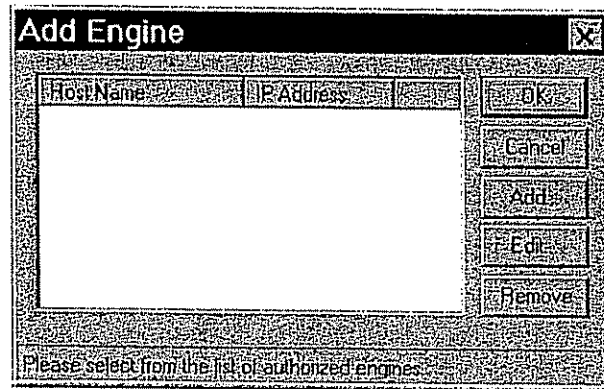 Add Engine
Host Name IP Address
OK
Cancel
Add
Edit
Remove
Please select from the list of authorized engines